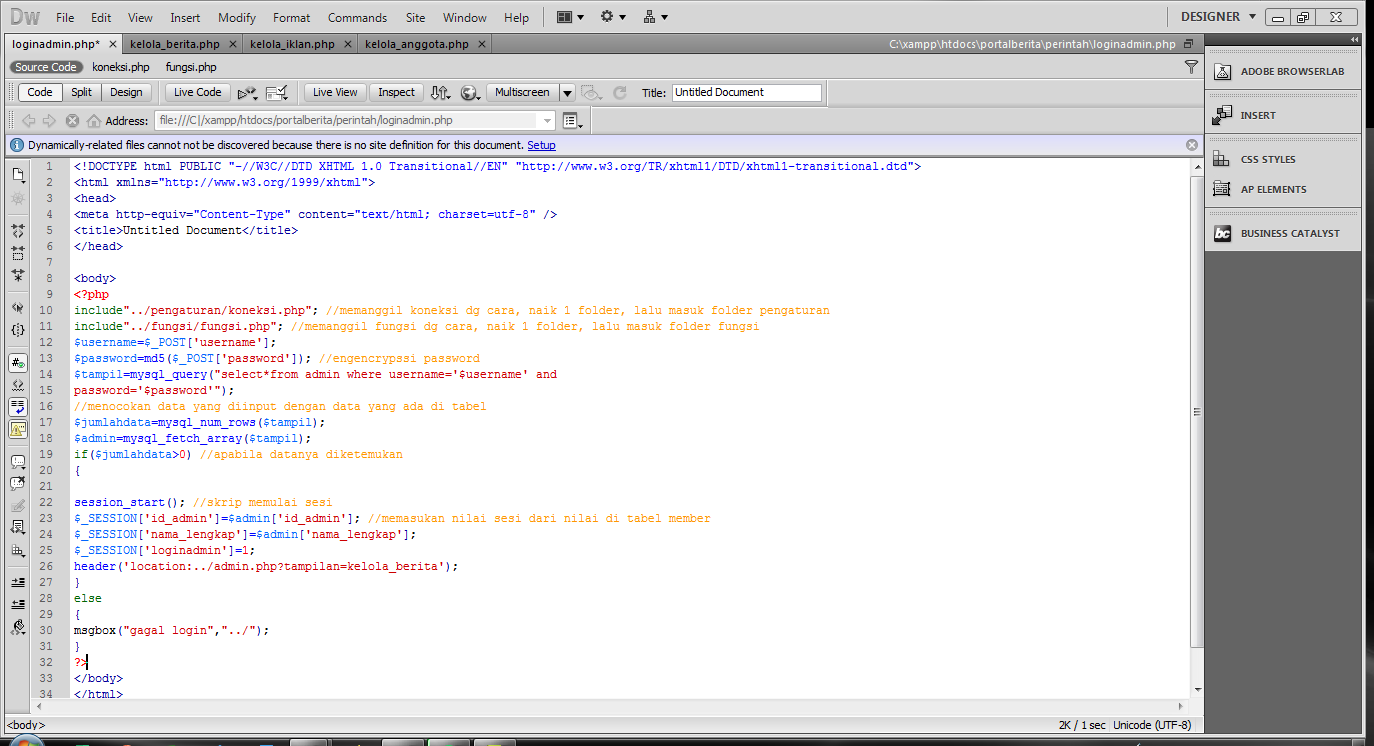 Dw File Edit View Insert Modify Format Commands Site Window Help DESIGNER
loginadmin.php* kelola_berita.php kelola_iklan.php kelola_anggota.php C:\xampp\htdocs\portalberita\perintah\loginadmin.php
Source Code koneksi.php fungsi.php
Code Split Design Live Code Live View Inspect Multiscreen Title: Untitled Document
Address: file:///C|/xampp/htdocs/portalberita/perintah/loginadmin.php
Dynamically-related files cannot not be discovered because there is no site definition for this document. Setup
1 <!DOCTYPE html PUBLIC "-//W3C//DTD XHTML 1.0 Transitional//EN" "http://www.w3.org/TR/xhtml1/DTD/xhtml1-transitional.dtd">
2 <html xmlns="http://www.w3.org/1999/xhtml">
3 <head>
4 <meta http-equiv="Content-Type" content="text/html; charset=utf-8" />
5 <title>Untitled Document</title>
6 </head>
7
8 <body>
9 <?php
10 include"../pengaturan/koneksi.php"; //memanggil koneksi dg cara, naik 1 folder, lalu masuk folder pengaturan
11 include"../fungsi/fungsi.php"; //memanggil fungsi dg cara, naik 1 folder, lalu masuk folder fungsi
12 $username=$_POST['username'];
13 $password=md5($_POST['password']); //engencrypssi password
14 $tampil=mysql_query("select*from admin where username='$username' and
15 password='$password'");
16 //menocokan data yang diinput dengan data yang ada di tabel
17 $jumlahdata=mysql_num_rows($tampil);
18 $admin=mysql_fetch_array($tampil);
19 if($jumlahdata>0) //apabila datanya diketemukan
20 {
21
22 session_start(); //skrip memulai sesi
23 $_SESSION['id_admin']=$admin['id_admin']; //memasukan nilai sesi dari nilai di tabel member
24 $_SESSION['nama_lengkap']=$admin['nama_lengkap'];
25 $_SESSION['loginadmin']=1;
26 header('location:../admin.php?tampilan=kelola_berita');
27 }
28 else
29 {
30 msgbox("gagal login","../");
31 }
32 ?>
33 </body>
34 </html>
<body> 2K / 1 sec Unicode (UTF-8)
ADOBE BROWSERLAB
INSERT
CSS STYLES
AP ELEMENTS
bc BUSINESS CATALYST